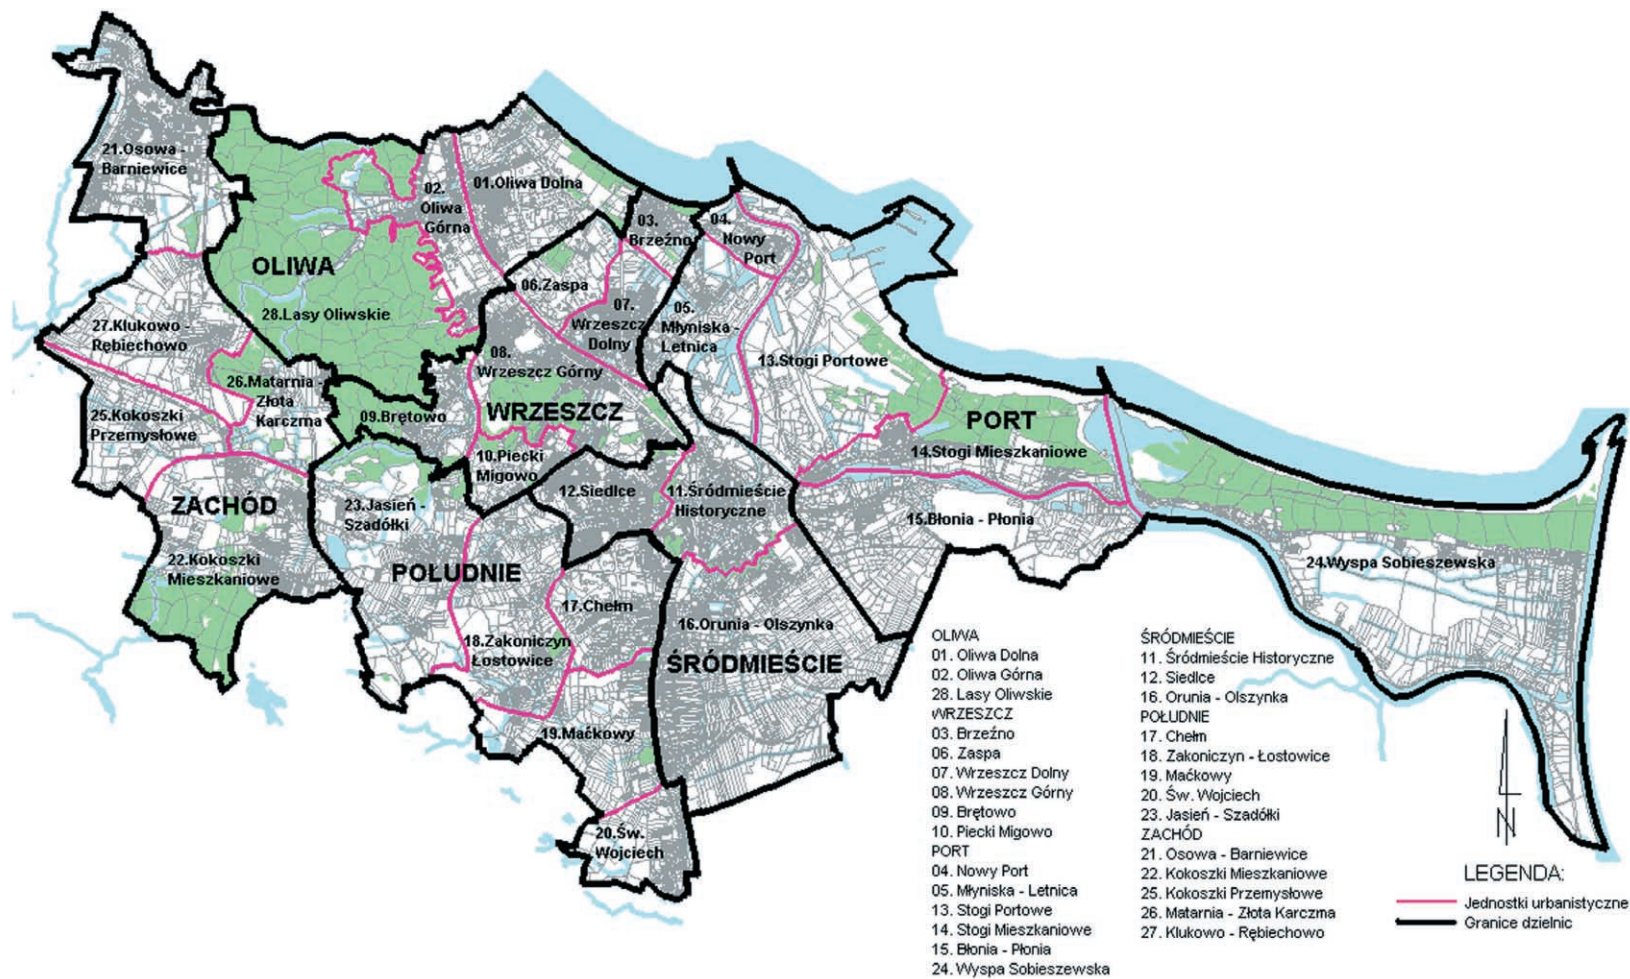 21.Osowa -
Barniewice
02.
Oliwa
Górna
01.Oliwa Dolna
03.
Brzeźno
04.
Nowy
Port
OLIWA
28.Lasy Oliwskie
06.Zaspa
07.
Wrzeszcz
Dolny
05.
Młyniska -
Letnica
27.Klukowo -
Rębiechowo
08.
Wrzeszcz Górny
13.Stogi Portowe
26.Matarnia -
Złota
Karczma
25.Kokoszki
Przemysłowe
09.Brętowo
WRZESZCZ
PORT
10.Piecki
Migowo
14.Stogi Mieszkaniowe
12.Siedlce
11.Śródmieście
Historyczne
ZACHÓD
23.Jasień -
Szadółki
15.Błonia - Płonia
22.Kokoszki
Mieszkaniowe
POŁUDNIE
24.Wyspa Sobieszewska
17.Chełm
16.Orunia - Olszynka
18.Zakoniczyn
Łostowice
ŚRÓDMIEŚCIE
19.Maćkowy
20.Św.
Wojciech
OLIWA
01. Oliwa Dolna
02. Oliwa Górna
28. Lasy Oliwskie
WRZESZCZ
03. Brzeźno
06. Zaspa
07. Wrzeszcz Dolny
08. Wrzeszcz Górny
09. Brętowo
10. Piecki Migowo
PORT
04. Nowy Port
05. Młyniska - Letnica
13. Stogi Portowe
14. Stogi Mieszkaniowe
15. Błonia - Płonia
24. Wyspa Sobieszewska
ŚRÓDMIEŚCIE
11. Śródmieście Historyczne
12. Siedlce
16. Orunia - Olszynka
POŁUDNIE
17. Chełm
18. Zakoniczyn - Łostowice
19. Maćkowy
20. Św. Wojciech
23. Jasień - Szadółki
ZACHÓD
21. Osowa - Barniewice
22. Kokoszki Mieszkaniowe
25. Kokoszki Przemysłowe
26. Matarnia - Złota Karczma
27. Klukowo - Rębiechowo
N
LEGENDA:
Jednostki urbanistyczne
Granice dzielnic